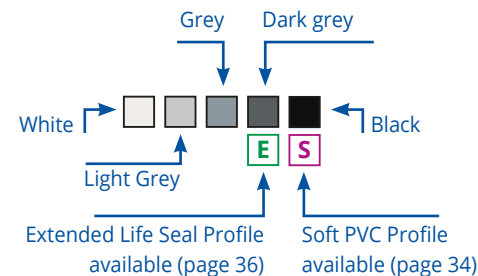 Grey
Dark grey
White
Black
Light Grey
E
S
Extended Life Seal Profile
available (page 36)
Soft PVC Profile
available (page 34)